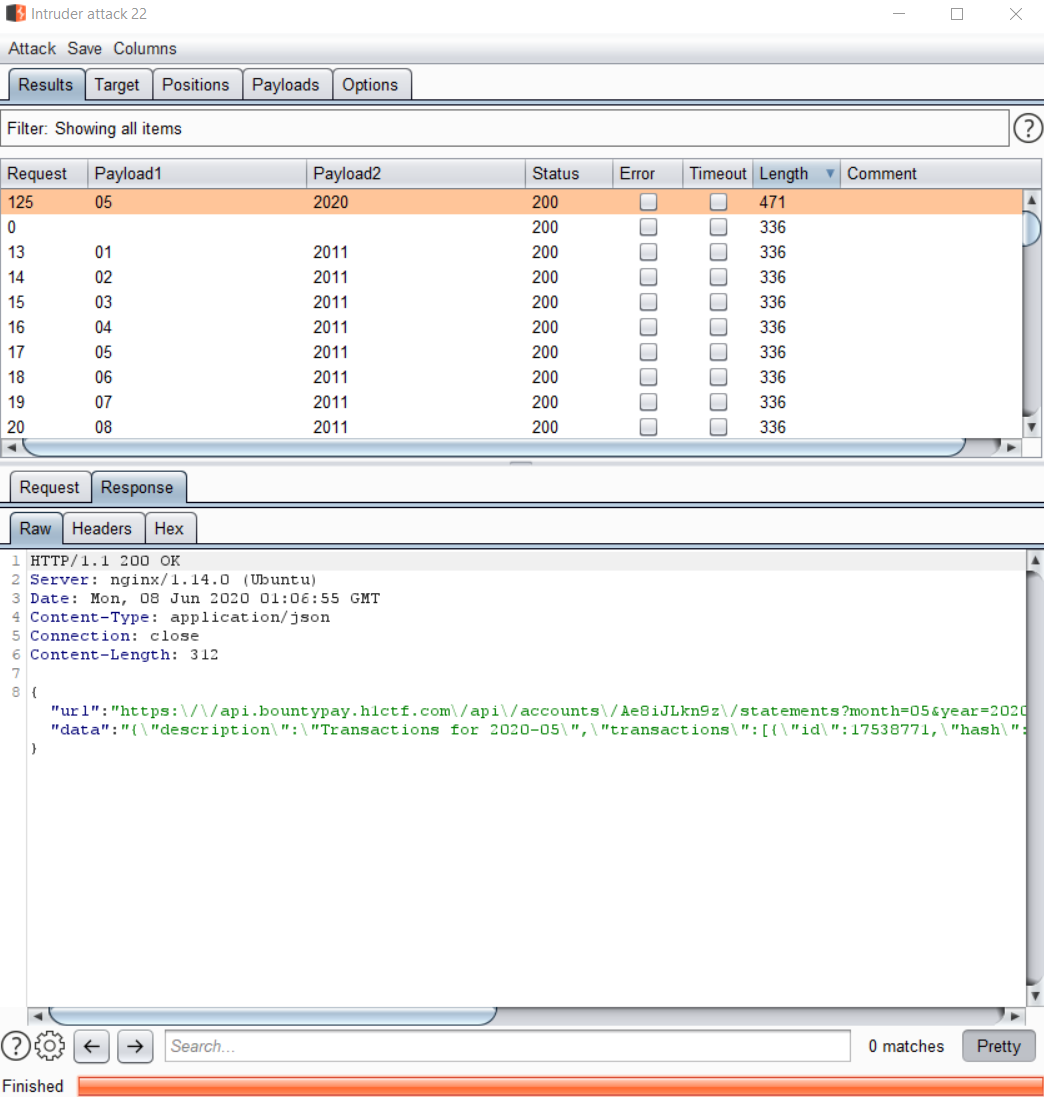 Intruder attack 22
Attack Save Columns
Results Target Positions Payloads Options
Filter: Showing all items ?
Request Payload1 Payload2 Status Error Timeout Length Comment
125 05 2020 200 471
0 200 336
13 01 2011 200 336
14 02 2011 200 336
15 03 2011 200 336
16 04 2011 200 336
17 05 2011 200 336
18 06 2011 200 336
19 07 2011 200 336
20 08 2011 200 336
Request Response
Raw Headers Hex
1 HTTP/1.1 200 OK
2 Server: nginx/1.14.0 (Ubuntu)
3 Date: Mon, 08 Jun 2020 01:06:55 GMT
4 Content-Type: application/json
5 Connection: close
6 Content-Length: 312
7
8 {
"url":"https:\/\/api.bountypay.h1ctf.com\/api\/accounts\/Ae8iJLkn9z\/statements?month=05&year=2020
"data":"{\"description\":\"Transactions for 2020-05\",\"transactions\":[{\"id\":17538771,\"hash\":
}
? Search... 0 matches Pretty
Finished